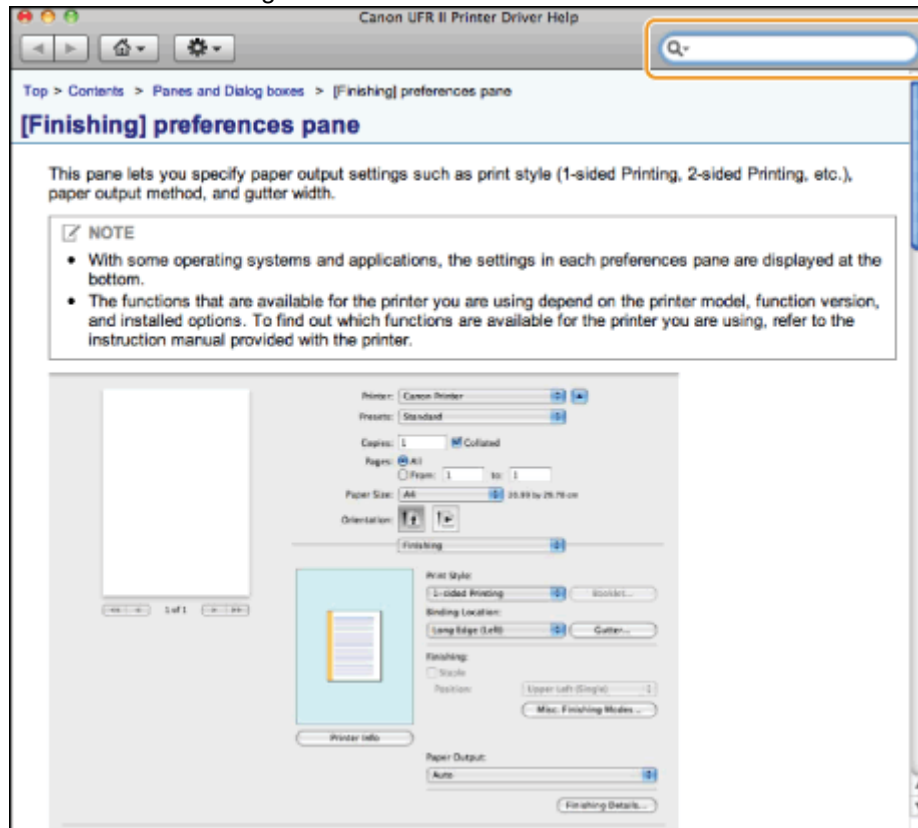 Canon UFR II Printer Driver Help
Top > Contents > Panes and Dialog boxes > [Finishing] preferences pane
[Finishing] preferences pane
This pane lets you specify paper output settings such as print style (1-sided Printing, 2-sided Printing, etc.),
paper output method, and gutter width.
NOTE
• With some operating systems and applications, the settings in each preferences pane are displayed at the
bottom.
• The functions that are available for the printer you are using depend on the printer model, function version,
and installed options. To find out which functions are available for the printer you are using, refer to the
instruction manual provided with the printer.
Printer: Canon Printer
Presets: Standard
Copies: 1 Collated
Pages: All
From: 1 to: 1
Paper Size: A4 by 29.70 cm
Orientation:
Finishing
1 of 1
Print Style:
1-sided Printing Booklet...
Binding Location:
Long Edge (Left) Gutter...
Finishing:
Staple
Position: Upper Left (Single)
Misc. Finishing Modes...
Printer Info
Paper Output:
Auto
Finishing Details...